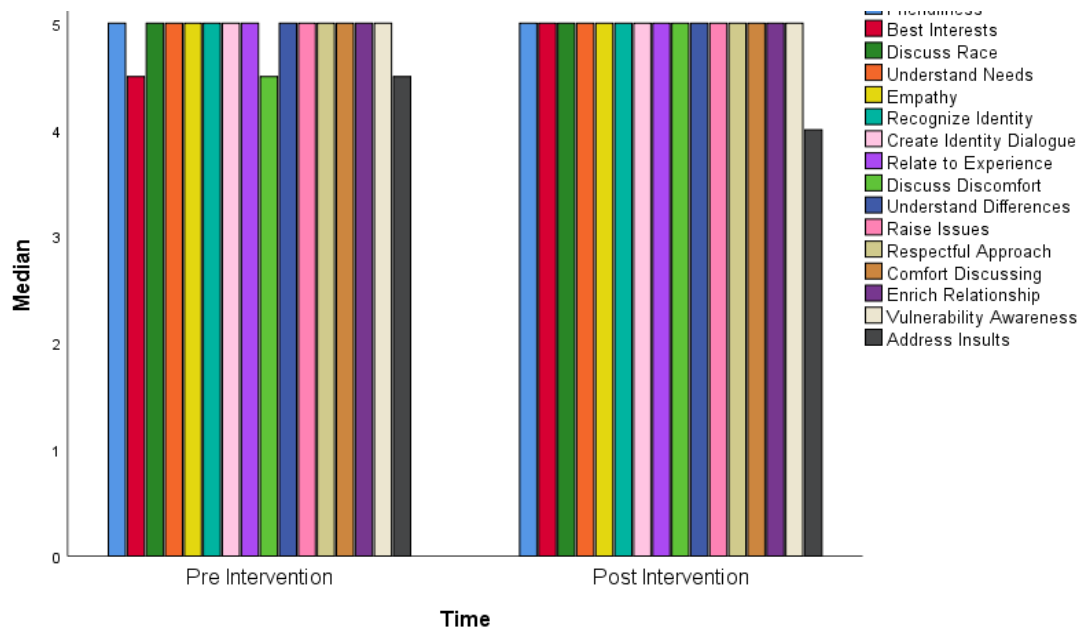 Friendliness
Best Interests
Discuss Race
Understand Needs
Empathy
Recognize Identity
Create Identity Dialogue
Relate to Experience
Discuss Discomfort
Understand Differences
Raise Issues
Respectful Approach
Comfort Discussing
Enrich Relationship
Vulnerability Awareness
Address Insults
Median
5
4
3
2
1
0
Pre Intervention
Post Intervention
Time